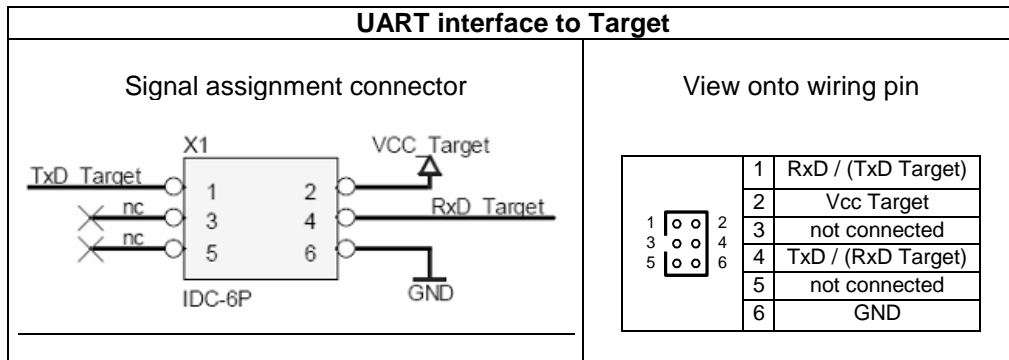 UART interface to Target
Signal assignment connector
X1
VCC_Target
TxD_Target
1 2
nc
3 4
RxD_Target
nc
5 6
IDC-6P
GND
View onto wiring pin
1 2
3 4
5 6
1 RxD / (TxD Target)
2 Vcc Target
3 not connected
4 TxD / (RxD Target)
5 not connected
6 GND